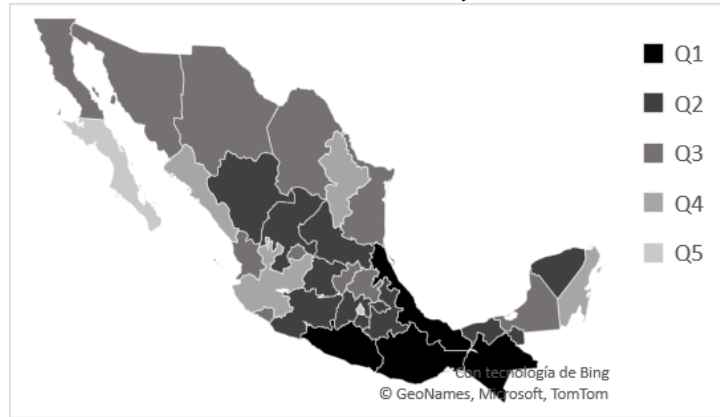 Q1
Q2
Q3
Q4
Q5
Con tecnología de Bing
© GeoNames, Microsoft, TomTom